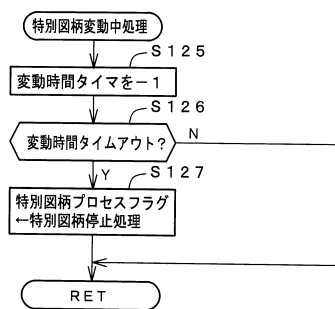 特別図柄変動中処理
S125
変動時間タイマを－1
S126
変動時間タイムアウト?
N
Y
S127
特別図柄プロセスフラグ
←特別図柄停止処理
RET